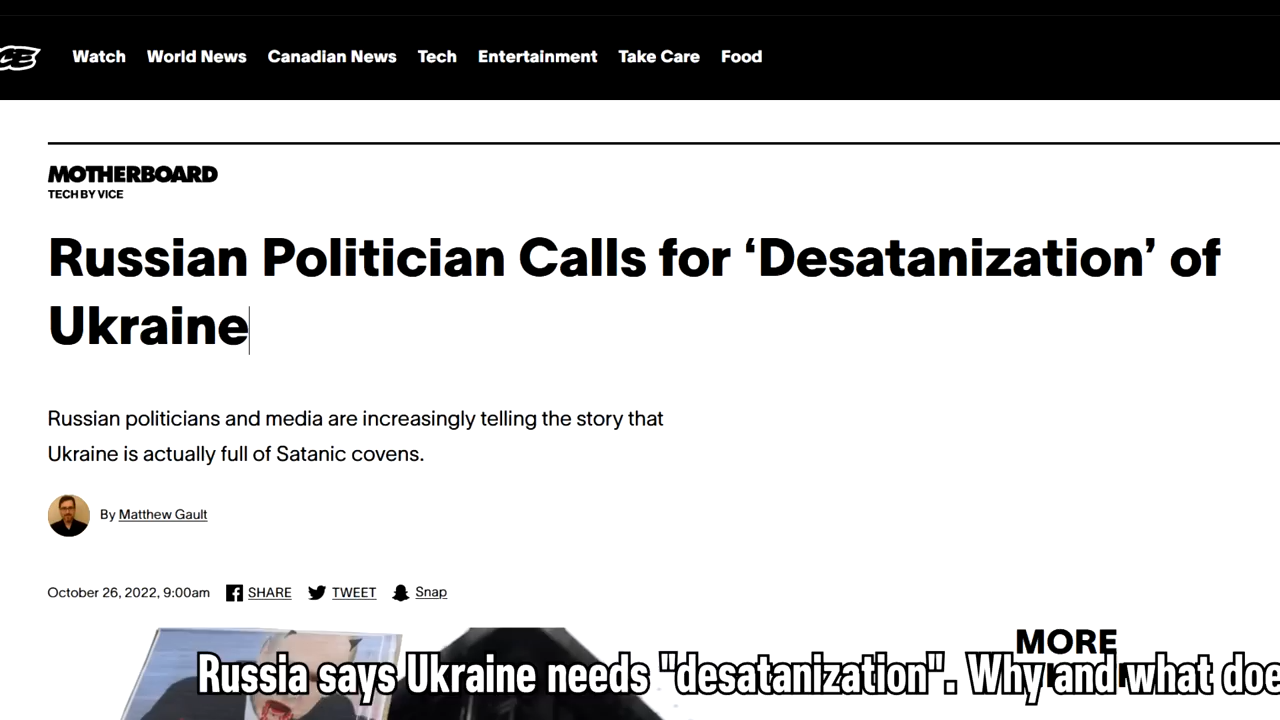 Watch World News Canadian News Tech Entertainment Take Care Food
MOTHERBOARD
TECH BY VICE
Russian Politician Calls for ‘Desatanization’ of
Ukraine
Russian politicians and media are increasingly telling the story that
Ukraine is actually full of Satanic covens.
By Matthew Gault
October 26, 2022, 9:00am SHARE TWEET Snap
MORE
Russia says Ukraine needs "desatanization". Why and what doe